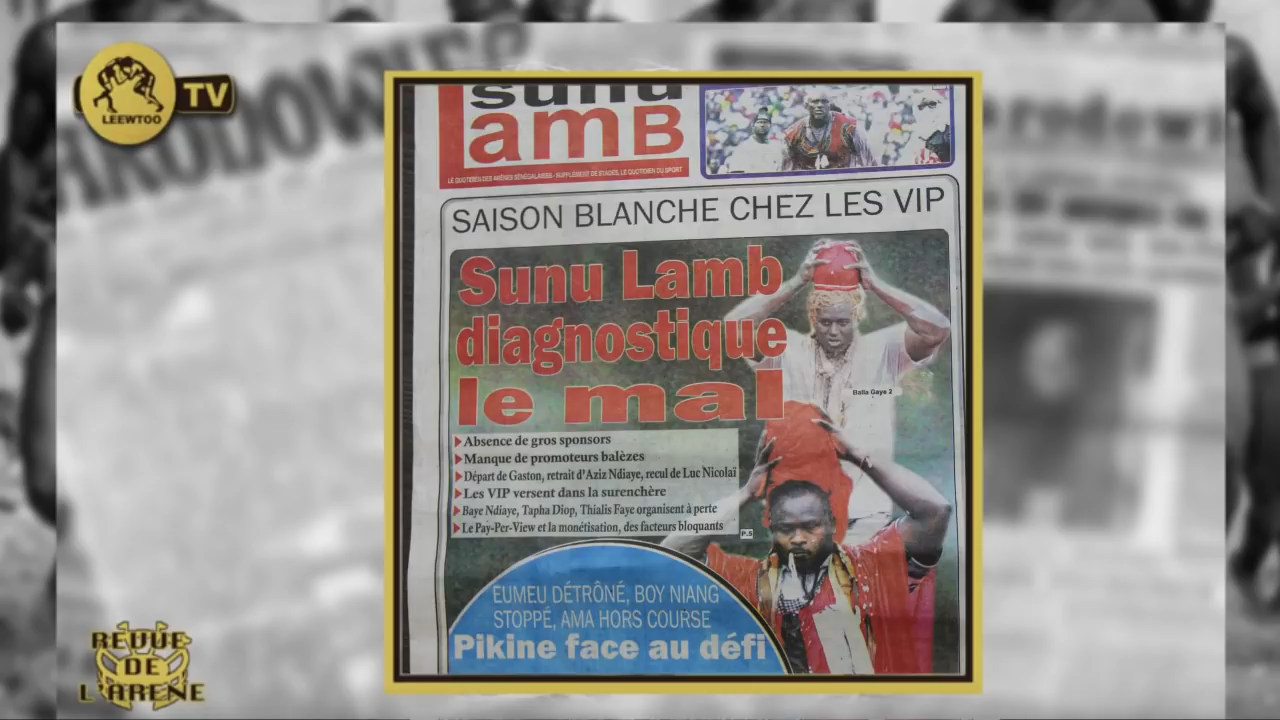 LEEWTOO
TV
sunu
LamB
LE QUOTIDIEN DES ARÈNES SÉNÉGALAISES - SUPPLÉMENT DE STADES, LE QUOTIDIEN DU SPORT
SAISON BLANCHE CHEZ LES VIP
Sunu Lamb
diagnostique
le mal
Balla Gaye 2
Absence de gros sponsors
Manque de promoteurs balèzes
Départ de Gaston, retrait d'Aziz Ndiaye, recul de Luc Nicolaï
Les VIP versent dans la surenchère
Baye Ndiaye, Tapha Diop, Thialis Faye organisent à perte
Le Pay-Per-View et la monétisation, des facteurs bloquants
P.5
EUMEU DÉTRÔNÉ, BOY NIANG
STOPPÉ, AMA HORS COURSE
Pikine face au défi
REVUE
DE
L'ARENE